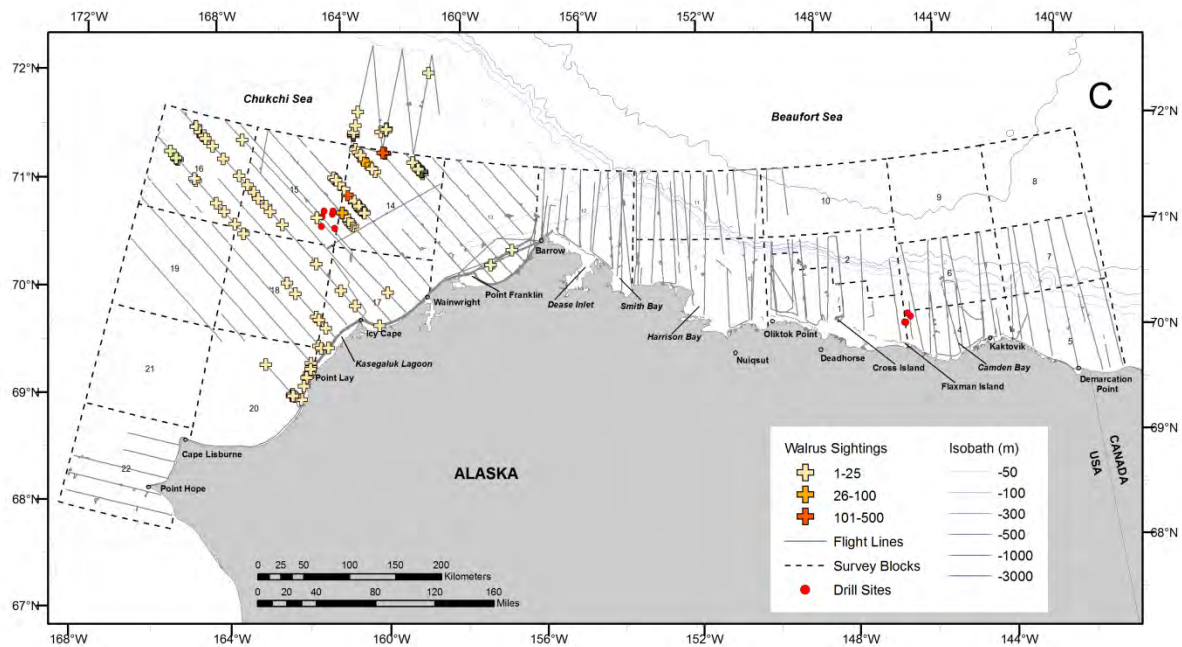 172°W 168°W 164°W 160°W 156°W 152°W 148°W 144°W 140°W
C
Beaufort Sea
Chukchi Sea
72°N 72°N
71°N 71°N
70°N 70°N
69°N 69°N
68°N 68°N
67°N
16
15
14
10
9
8
19
18
17
2
6
7
4
5
21
20
22
Barrow
Point Franklin
Wainwright
Dease Inlet
Smith Bay
Icy Cape
Kasegaluk Lagoon
Harrison Bay
Oliktok Point
Nuiqsut
Deadhorse
Cross Island
Flaxman Island
Kaktovik
Camden Bay
Demarcation
Point
Point Lay
Cape Lisburne
Point Hope
ALASKA
CANADA
USA
Walrus Sightings
1-25
26-100
101-500
Flight Lines
Survey Blocks
Drill Sites
Isobath (m)
-50
-100
-300
-500
-1000
-3000
0 25 50 100 150 200
Kilometers
0 20 40 80 120 160
Miles
168°W 164°W 160°W 156°W 152°W 148°W 144°W